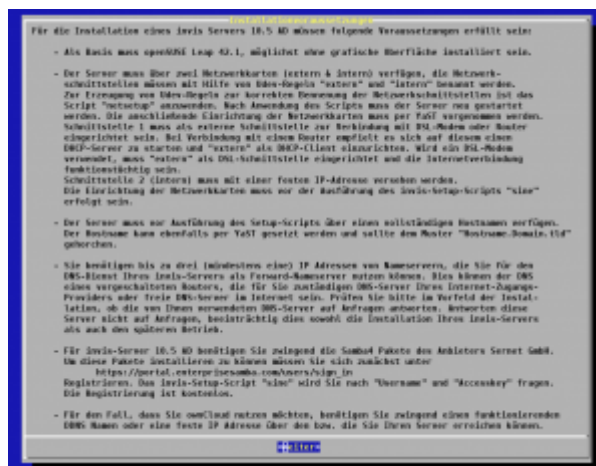 Installationsvoraussetzungen
Für die Installation eines invis Servers 10.5 AD müssen folgende Voraussetzungen erfüllt sein:
- Als Basis muss openSUSE Leap 42.1, möglichst ohne grafische Oberfläche installiert sein.
- Der Server muss über zwei Netzwerkkarten (extern & intern) verfügen, die Netzwerk-
schnittstellen müssen mit Hilfe von Udev-Regeln "extern" und "intern" benannt werden.
Zur Erzeugung von Udev-Regeln zur korrekten Benennung der Netzwerkschnittstellen ist das
Script "netsetup" anzuwenden. Nach Anwendung des Scripts muss der Server neu gestartet
werden. Die anschließende Einrichtung der Netzwerkkarten muss per YaST vorgenommen werden.
Schnittstelle 1 muss als externe Schnittstelle zur Verbindung mit DSL-Modem oder Router
eingerichtet sein. Bei Verbindung mit einem Router empfielt es sich auf diesem einen
DHCP-Server zu starten und "extern" als DHCP-Client einzurichten. Wird ein DSL-Modem
verwendet, muss "extern" als DSL-Schnittstelle eingerichtet und die Internetverbindung
funktionstüchtig sein.
Schnittstelle 2 (intern) muss mit einer festen IP-Adresse versehen werden.
Die Einrichtung der Netzwerkkarten muss vor der Ausführung des invis-Setup-Scripts "sine"
erfolgt sein.
- Der Server muss vor Ausführung des Setup-Scripts über einen vollständigen Hostnamen verfügen.
Der Hostname kann ebenfalls per YaST gesetzt werden und sollte dem Muster "Hostname.Domain.tld"
gehorchen.
- Sie benötigen bis zu drei (mindestens eine) IP Adressen von Nameservern, die Sie für den
DNS-Dienst Ihres invis-Servers als Forward-Nameserver nutzen können. Dies können der DNS
eines vorgeschalteten Routers, die für Sie zuständigen DNS-Server Ihres Internet-Zugangs-
Providers oder freie DNS-Server im Internet sein. Prüfen Sie bitte im Vorfeld der Instal-
lation, ob die von Ihnen verwendeten DNS-Server auf Anfragen antworten. Antworten diese
Server nicht auf Anfragen, beeinträchtig dies sowohl die Installation Ihres invis-Servers
als auch den späteren Betrieb.
- Für invis-Server 10.5 AD benötigen Sie zwingend die Samba4 Pakete des Anbieters Sernet GmbH.
Um diese Pakete installieren zu können müssen Sie sich zunächst unter
https://portal.enterprisesamba.com/users/sign_in
Registrieren. Das invis-Setup-Script "sine" wird Sie nach "Username" und "Accesskey" fragen.
Die Registrierung ist kostenlos.
- Für den Fall, dass Sie ownCloud nutzen möchten, benötigen Sie zwingend einen funktionierenden
DDNS Namen oder eine feste IP Adresse über den bzw. die Sie Ihren Server erreichen können.